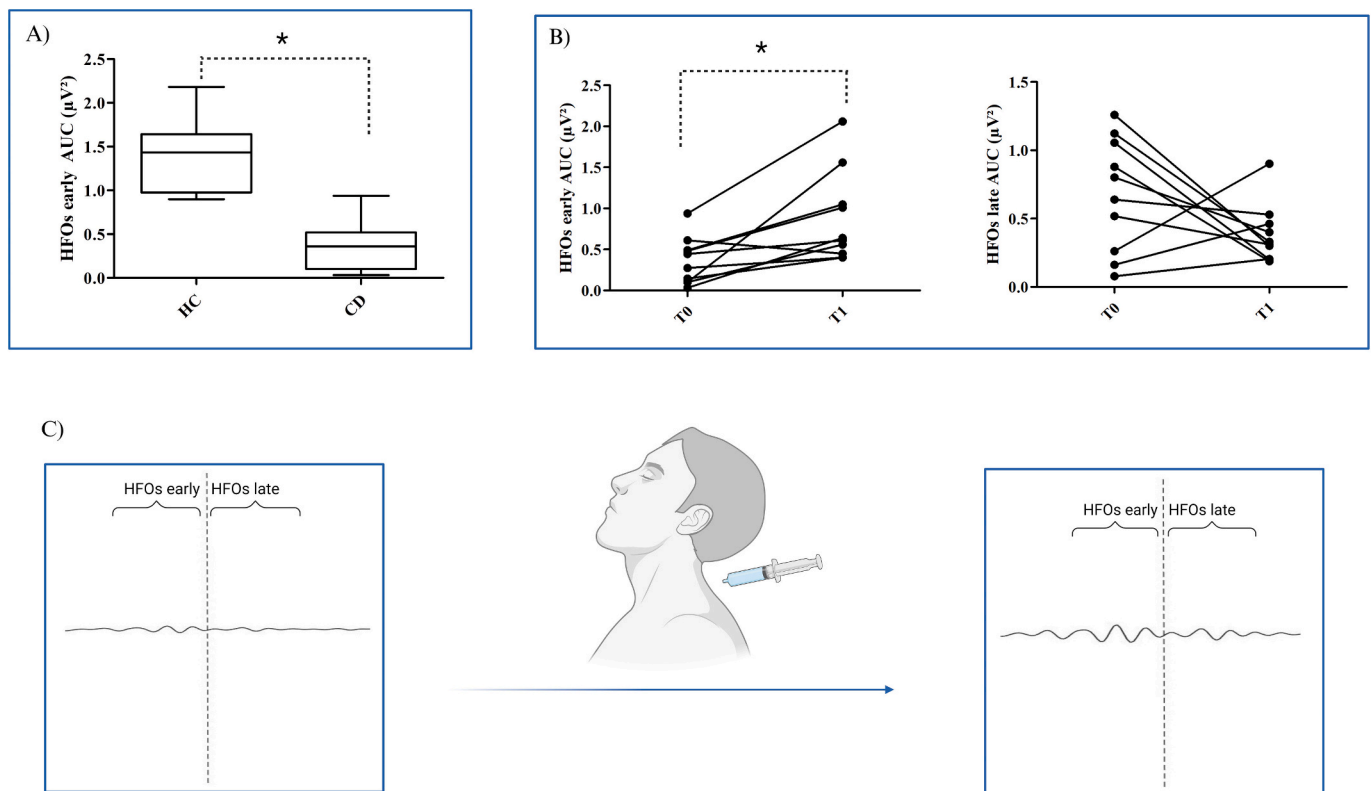 A)
*
HFOs early AUC (µV²)
2.5
2.0
1.5
1.0
0.5
0.0
HC
CD
B)
*
HFOs early AUC (µV²)
2.5
2.0
1.5
1.0
0.5
0.0
T0
T1
HFOs late AUC (µV²)
1.5
1.0
0.5
0.0
T0
T1
C)
HFOs early
HFOs late
HFOs early
HFOs late